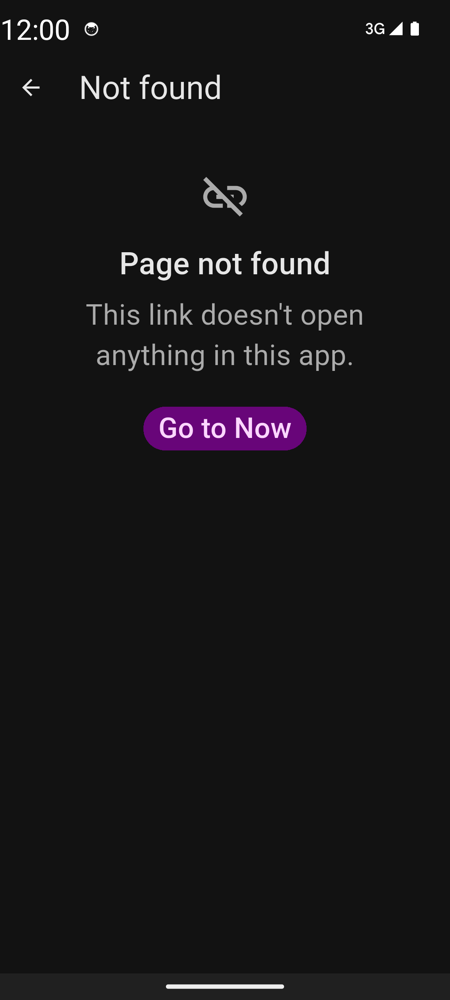 12:00
3G
Not found
Page not found
This link doesn't open
anything in this app.
Go to Now